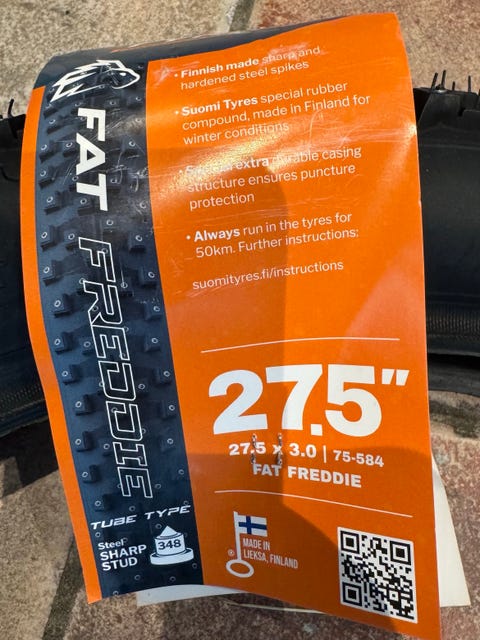 FAT FREDDIE
TUBE TYPE
Steel
SHARP
STUD
348
• Finnish made sharp and
hardened steel spikes
• Suomi Tyres special rubber
compound, made in Finland for
winter conditions
extra durable casing
structure ensures puncture
protection
• Always run in the tyres for
50km. Further instructions:
suomityres.fi/instructions
27.5"
27.5 x 3.0 | 75-584
FAT FREDDIE
®
MADE IN
LIEKSA, FINLAND